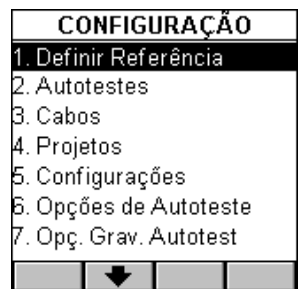 CONFIGURAÇÃO
1. Definir Referência
2. Autotestes
3. Cabos
4. Projetos
5. Configurações
6. Opções de Autoteste
7. Opç. Grav. Autotest